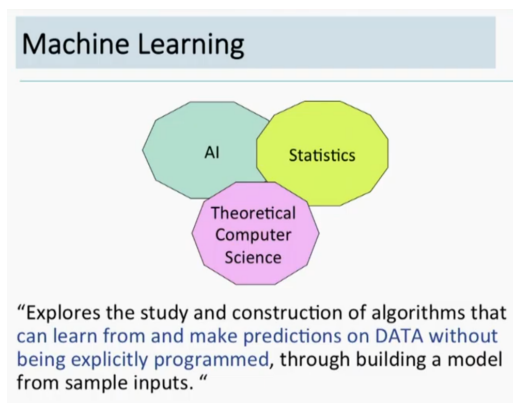 Machine Learning
AI
Statistics
Theoretical
Computer
Science
“Explores the study and construction of algorithms that
can learn from and make predictions on DATA without
being explicitly programmed, through building a model
from sample inputs. “